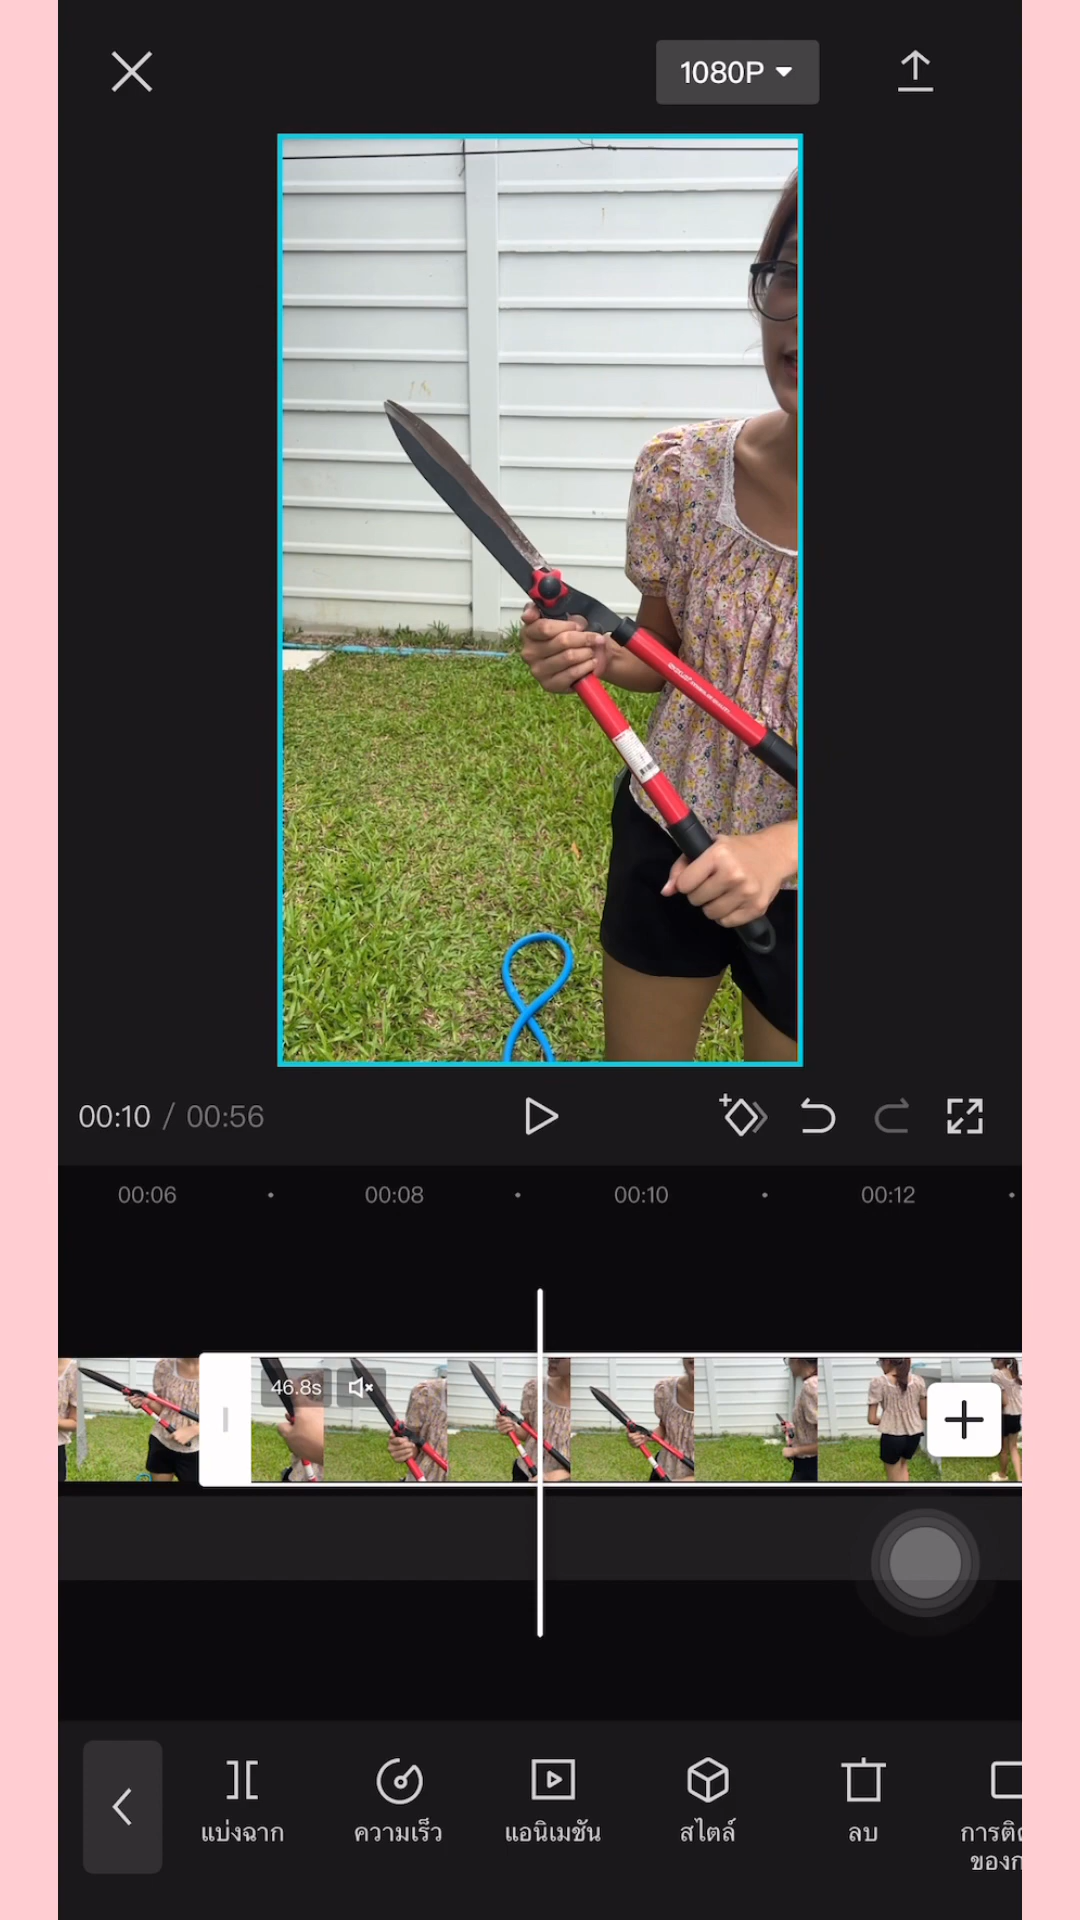 1080P
00:10 / 00:56
00:06
00:08
00:10
00:12
46.8s
แบ่งฉาก
ความเร็ว
แอนิเมชัน
สไตล์
ลบ